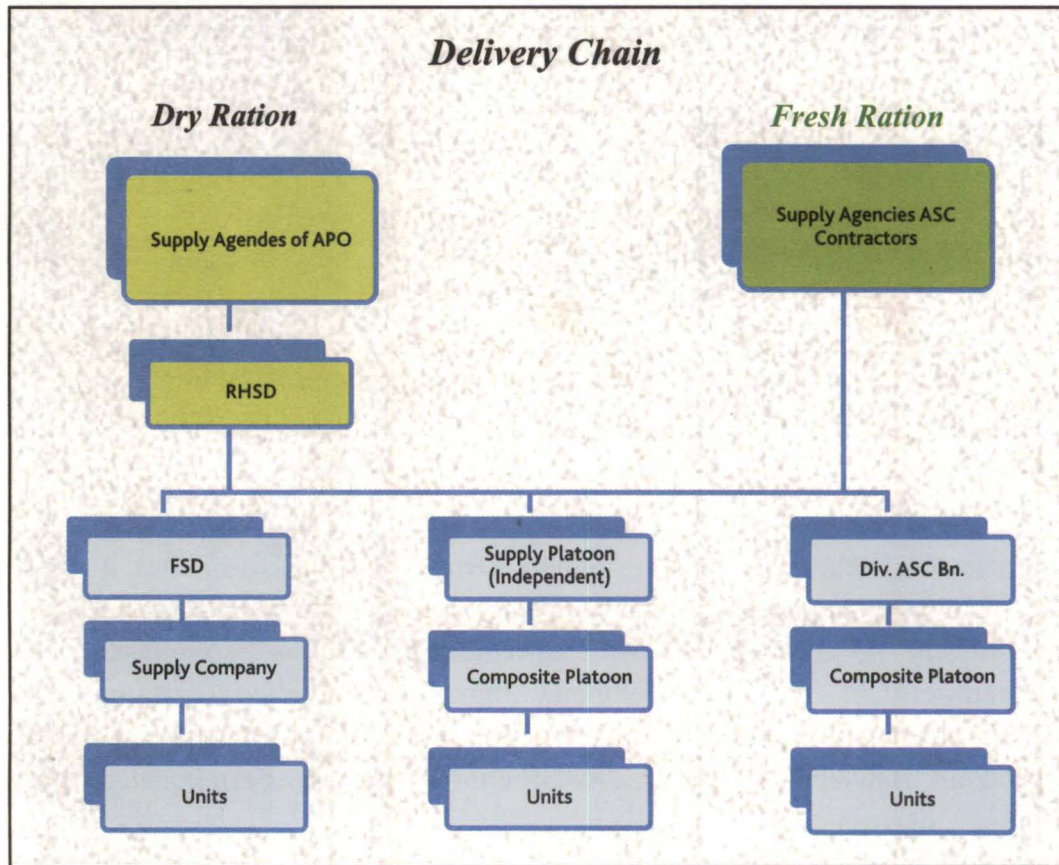 Delivery Chain
Dry Ration
Fresh Ration
Supply Agendes of APO
Supply Agencies ASC
Contractors
RHSD
FSD
Supply Platoon
(Independent)
Div. ASC Bn.
Supply Company
Composite Platoon
Composite Platoon
Units
Units
Units